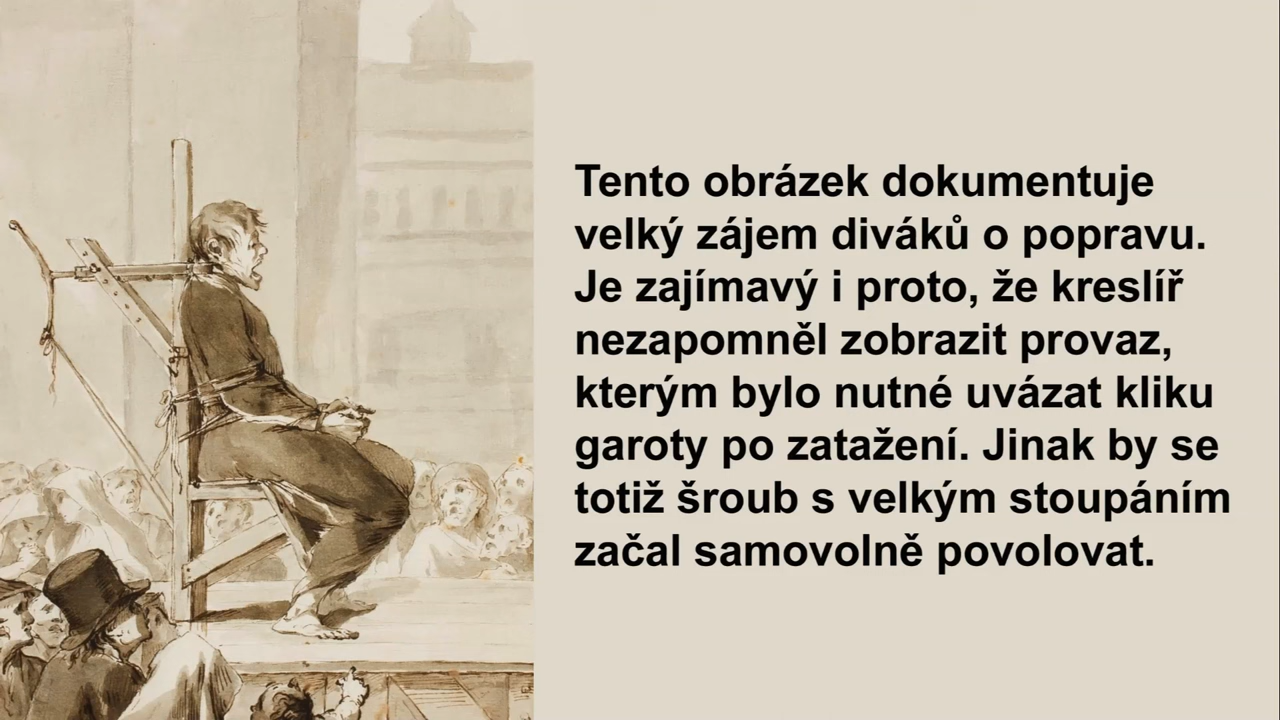 Tento obrázek dokumentuje
velký zájem diváků o popravu.
Je zajímavý i proto, že kreslíř
nezapomněl zobrazit provaz,
kterým bylo nutné uvázat kliku
garoty po zatažení. Jinak by se
totiž šroub s velkým stoupáním
začal samovolně povolovat.